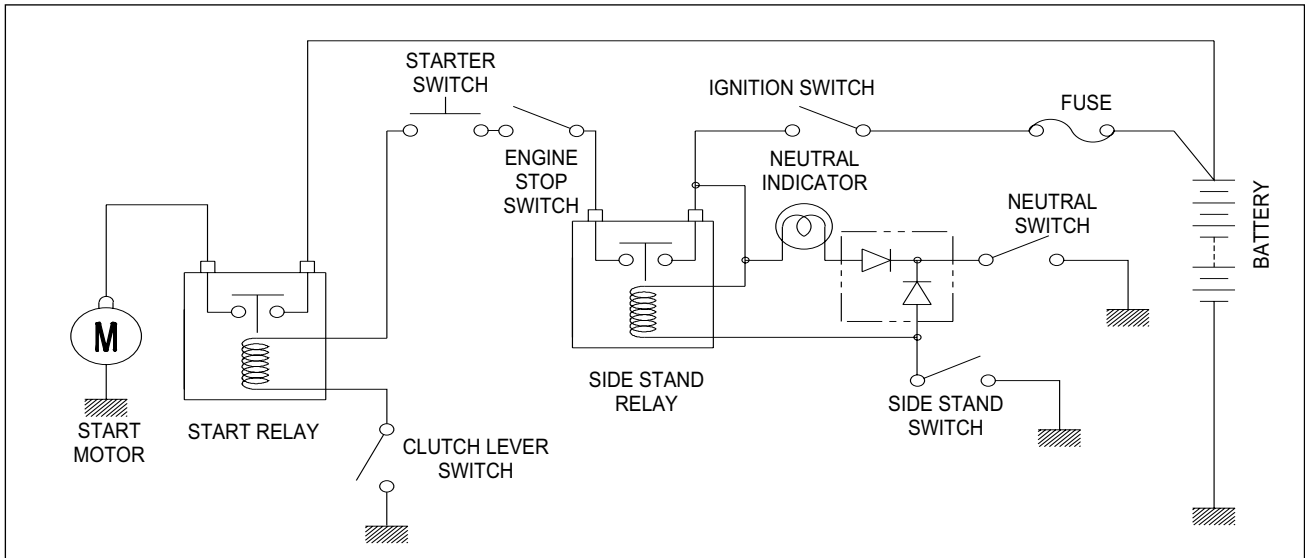 STARTER
SWITCH
IGNITION SWITCH
FUSE
ENGINE
STOP
SWITCH
NEUTRAL
INDICATOR
NEUTRAL
SWITCH
BATTERY
M
START
MOTOR
START RELAY
CLUTCH LEVER
SWITCH
SIDE STAND
RELAY
SIDE STAND
SWITCH